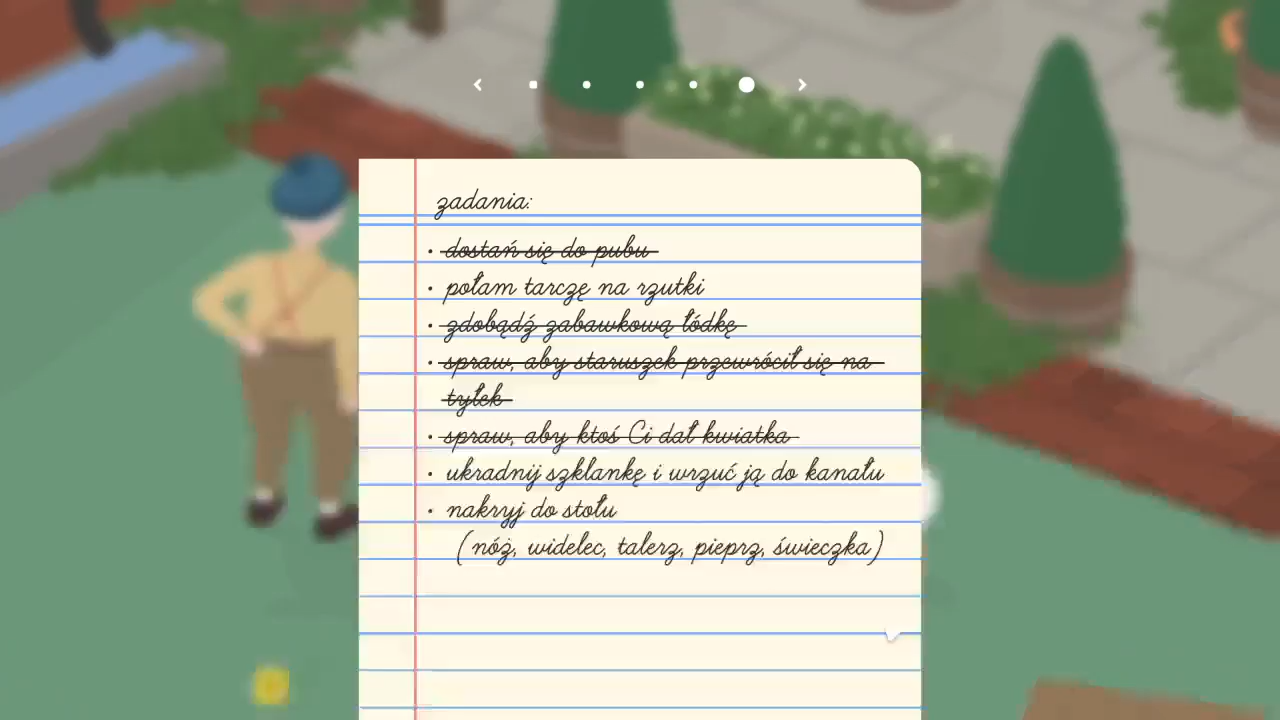 zadania:
• dostań się do pubu
• połam tarczę na rzutki
• zdobądź zabawkową łódkę
• spraw, aby staruszek przewrócił się na
tyłek
• spraw, aby ktoś Ci dał kwiatka
• ukradnij szklankę i wrzuć ją do kanału
• nakryj do stołu
(nóż, widelec, talerz, pieprz, świeczka)